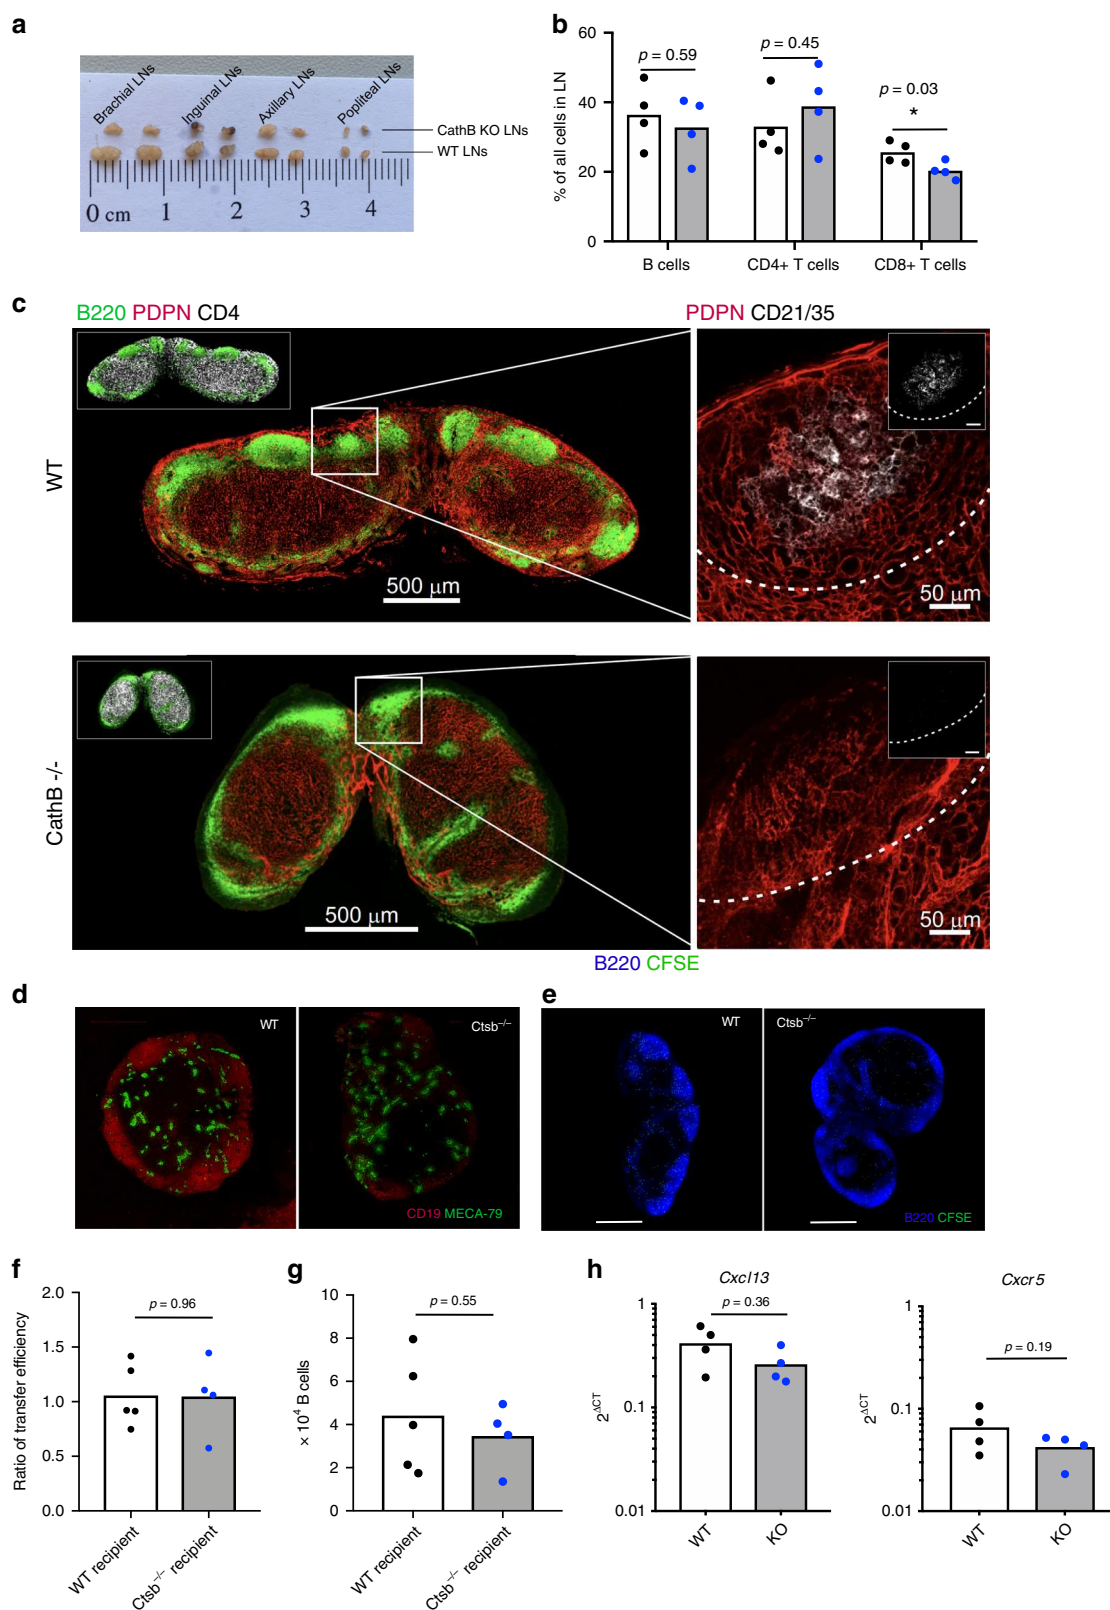 a
Brachial LNs
Inguinal LNs
Axillary LNs
Popliteal LNs
CathB KO LNs
WT LNs
0 cm 1 2 3 4
b
% of all cells in LN
60
40
20
0
p = 0.59
p = 0.45
p = 0.03
*
B cells
CD4+ T cells
CD8+ T cells
c
B220 PDPN CD4
PDPN CD21/35
WT
500 μm
50 μm
CathB -/-
500 μm
50 μm
B220 CFSE
d
WT
Ctsb–/–
CD19 MECA-79
e
WT
Ctsb–/–
B220 CFSE
f
Ratio of transfer efficiency
2.0
1.5
1.0
0.5
0.0
p = 0.96
WT recipient
Ctsb–/– recipient
g
× 10⁴ B cells
10
8
6
4
2
0
p = 0.55
WT recipient
Ctsb–/– recipient
h
Cxcl13
2ΔCT
1
0.1
0.01
p = 0.36
WT
KO
Cxcr5
2ΔCT
1
0.1
0.01
p = 0.19
WT
KO